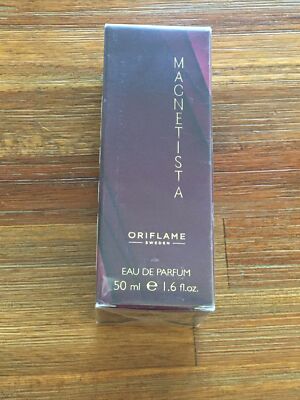 MAGNETISTA
ORIFLAME
SWEDEN
EAU DE PARFUM
50 ml e 1.6 fl.oz.